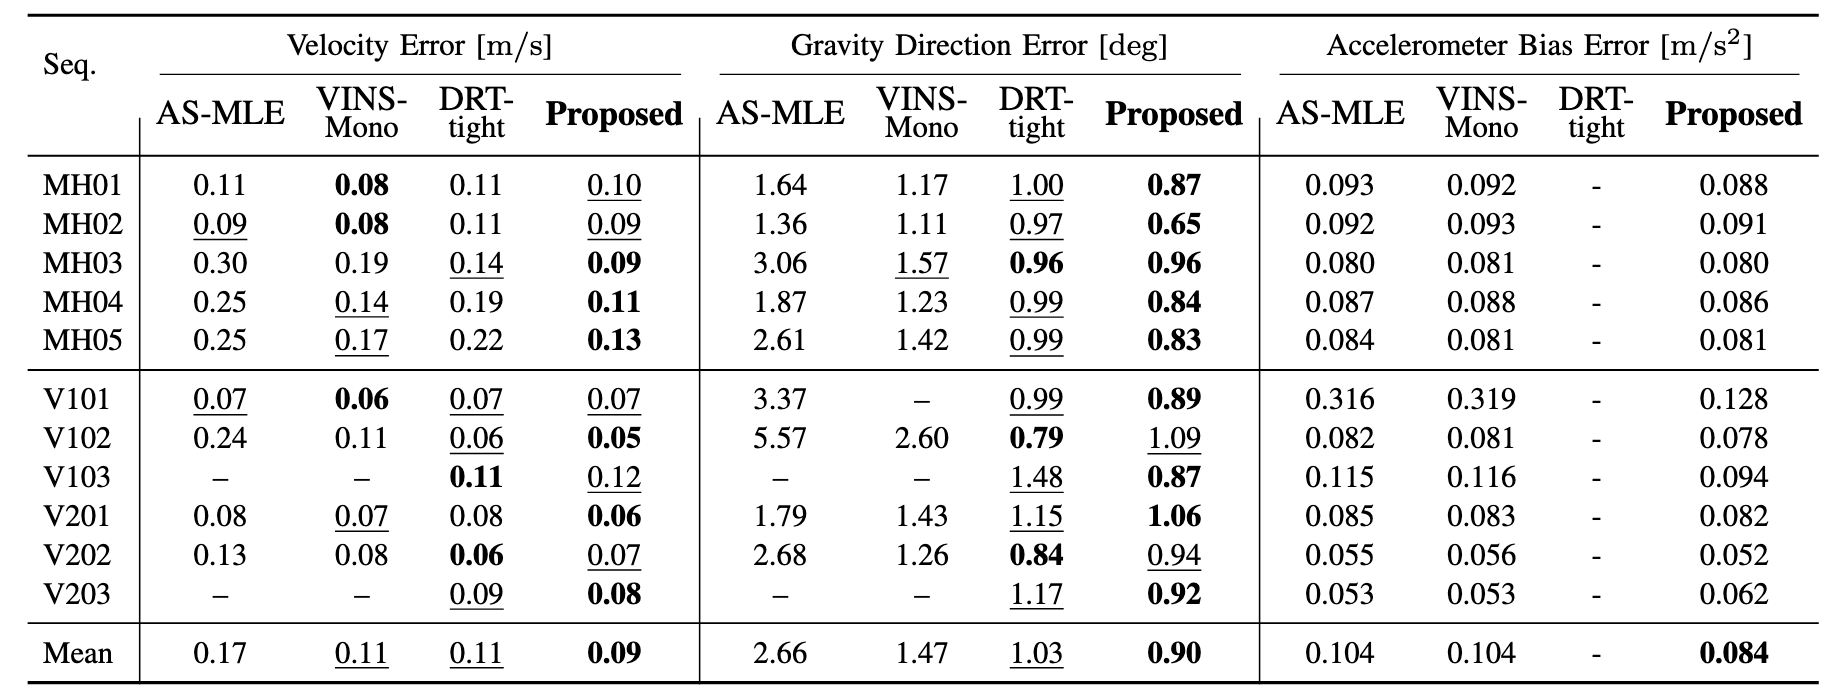 Seq. Velocity Error [m/s] Gravity Direction Error [deg] Accelerometer Bias Error [m/s²]
AS-MLE VINS-Mono DRT-tight Proposed AS-MLE VINS-Mono DRT-tight Proposed AS-MLE VINS-Mono DRT-tight Proposed
MH01 0.11 0.08 0.11 0.10 1.64 1.17 1.00 0.87 0.093 0.092 - 0.088
MH02 0.09 0.08 0.11 0.09 1.36 1.11 0.97 0.65 0.092 0.093 - 0.091
MH03 0.30 0.19 0.14 0.09 3.06 1.57 0.96 0.96 0.080 0.081 - 0.080
MH04 0.25 0.14 0.19 0.11 1.87 1.23 0.99 0.84 0.087 0.088 - 0.086
MH05 0.25 0.17 0.22 0.13 2.61 1.42 0.99 0.83 0.084 0.081 - 0.081
V101 0.07 0.06 0.07 0.07 3.37 – 0.99 0.89 0.316 0.319 - 0.128
V102 0.24 0.11 0.06 0.05 5.57 2.60 0.79 1.09 0.082 0.081 - 0.078
V103 – – 0.11 0.12 – – 1.48 0.87 0.115 0.116 - 0.094
V201 0.08 0.07 0.08 0.06 1.79 1.43 1.15 1.06 0.085 0.083 - 0.082
V202 0.13 0.08 0.06 0.07 2.68 1.26 0.84 0.94 0.055 0.056 - 0.052
V203 – – 0.09 0.08 – – 1.17 0.92 0.053 0.053 - 0.062
Mean 0.17 0.11 0.11 0.09 2.66 1.47 1.03 0.90 0.104 0.104 - 0.084